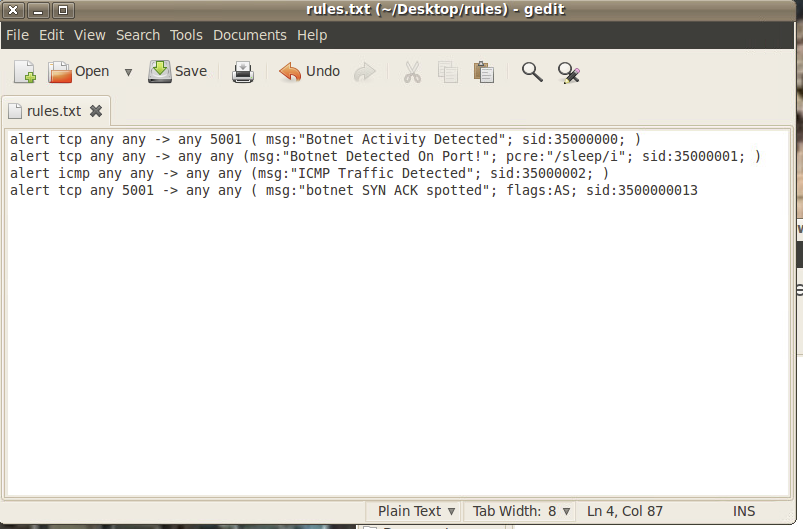 rules.txt (~/Desktop/rules) - gedit
File Edit View Search Tools Documents Help
Open Save Undo
rules.txt
alert tcp any any -> any 5001 ( msg:"Botnet Activity Detected"; sid:35000000; )
alert tcp any any -> any any (msg:"Botnet Detected On Port!"; pcre:"/sleep/i"; sid:35000001; )
alert icmp any any -> any any (msg:"ICMP Traffic Detected"; sid:35000002; )
alert tcp any 5001 -> any any ( msg:"botnet SYN ACK spotted"; flags:AS; sid:3500000013
Plain Text Tab Width: 8 Ln 4, Col 87 INS